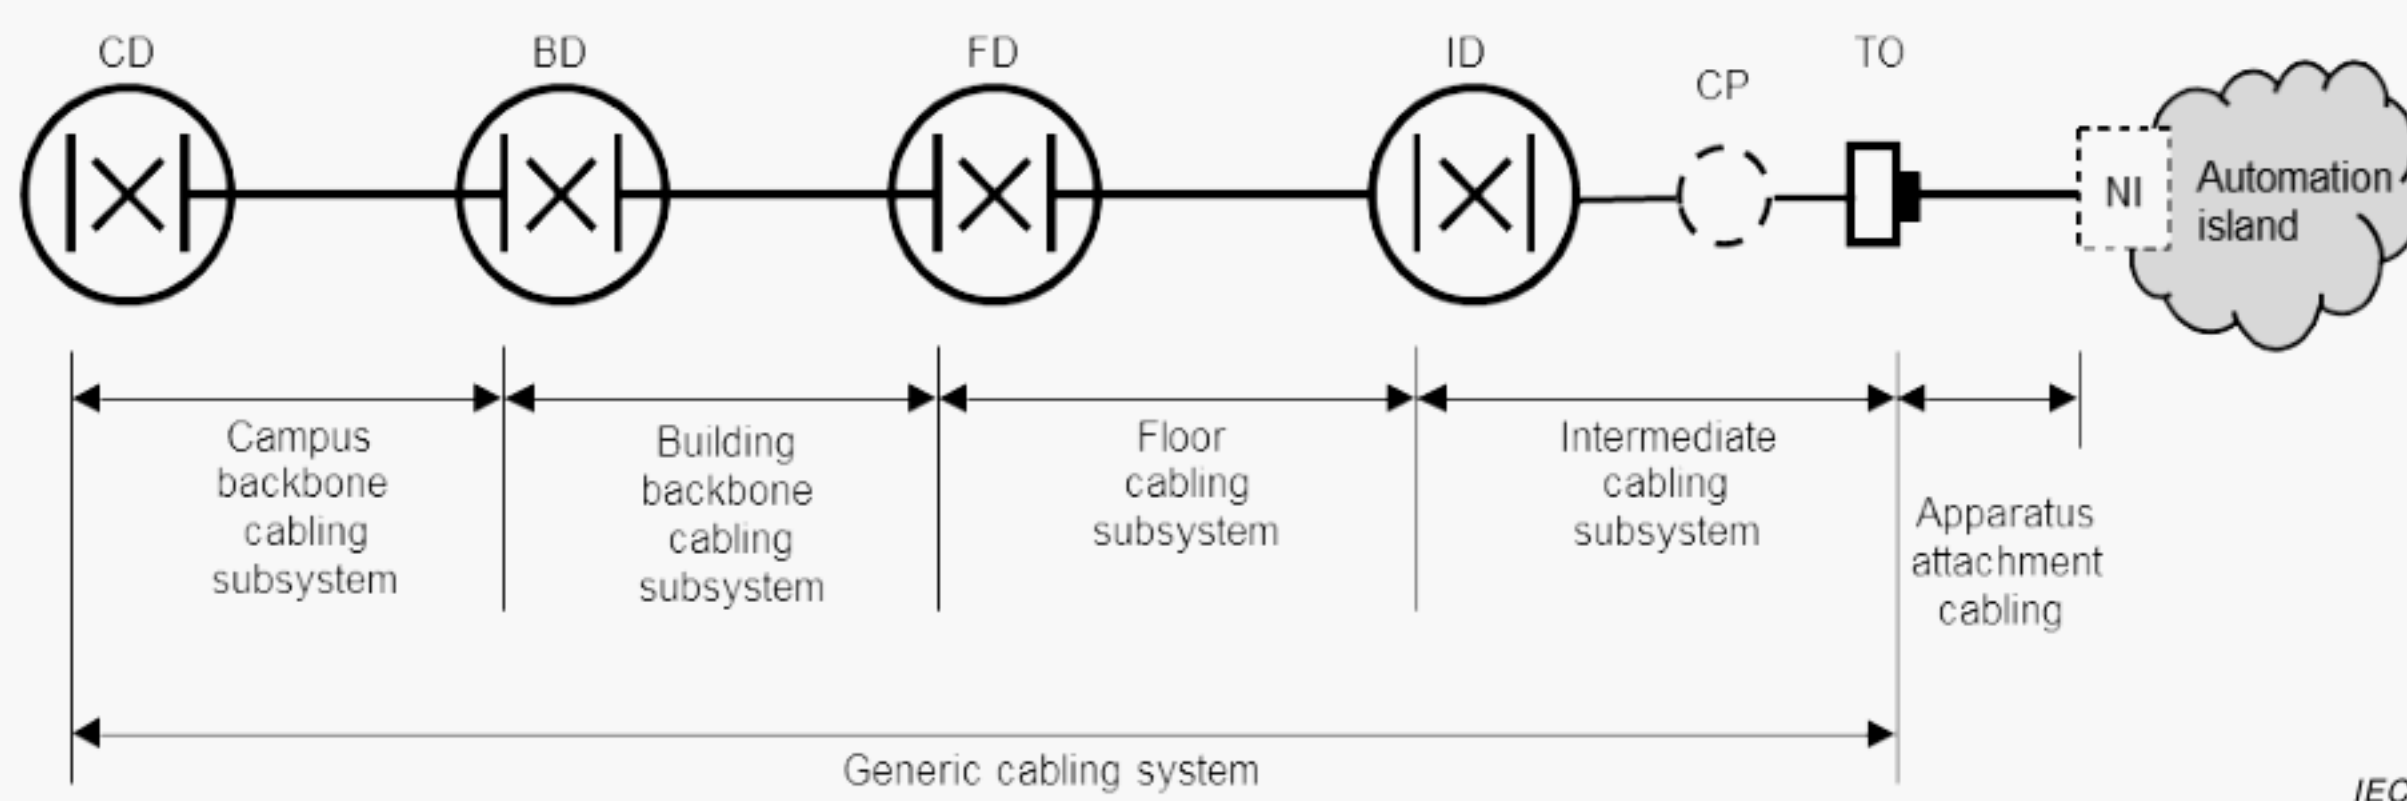 CD
BD
FD
ID
CP
TO
NI
Automation
island
Campus
backbone
cabling
subsystem
Building
backbone
cabling
subsystem
Floor
cabling
subsystem
Intermediate
cabling
subsystem
Apparatus
attachment
cabling
Generic cabling system
IEC